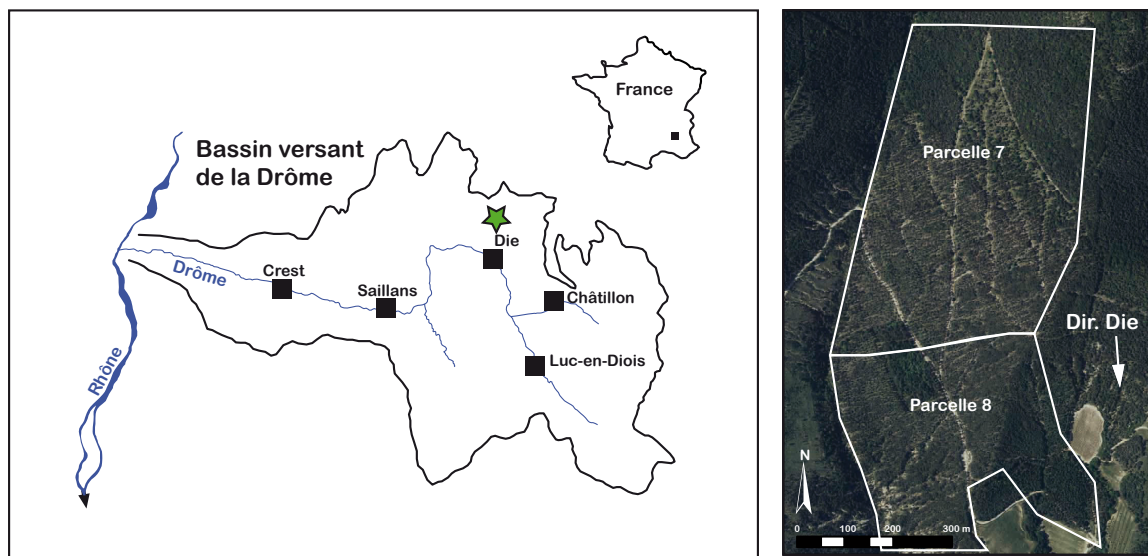 France
Bassin versant
de la Drôme
Die
Drôme
Crest
Saillans
Châtillon
Luc-en-Diois
Rhône
Parcelle 7
Dir. Die
Parcelle 8
N
0 100 200 300 m